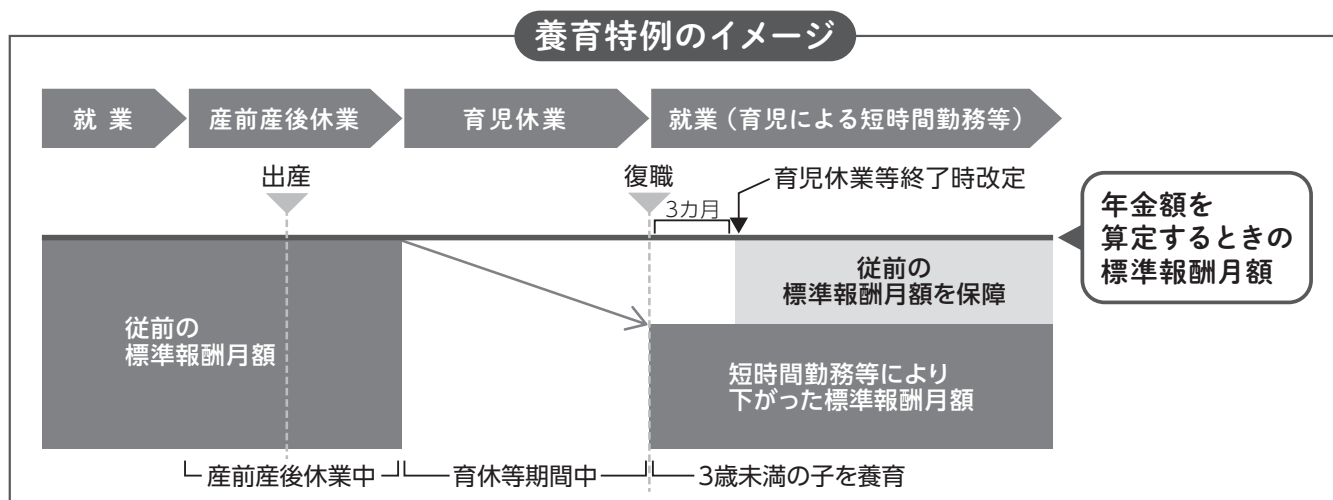 養育特例のイメージ
就業
産前産後休業
育児休業
就業(育児による短時間勤務等)
出産
復職
育児休業等終了時改定
3カ月
年金額を
算定するときの
標準報酬月額
従前の
標準報酬月額を保障
従前の
標準報酬月額
短時間勤務等により
下がった標準報酬月額
産前産後休業中
育休等期間中
3歳未満の子を養育